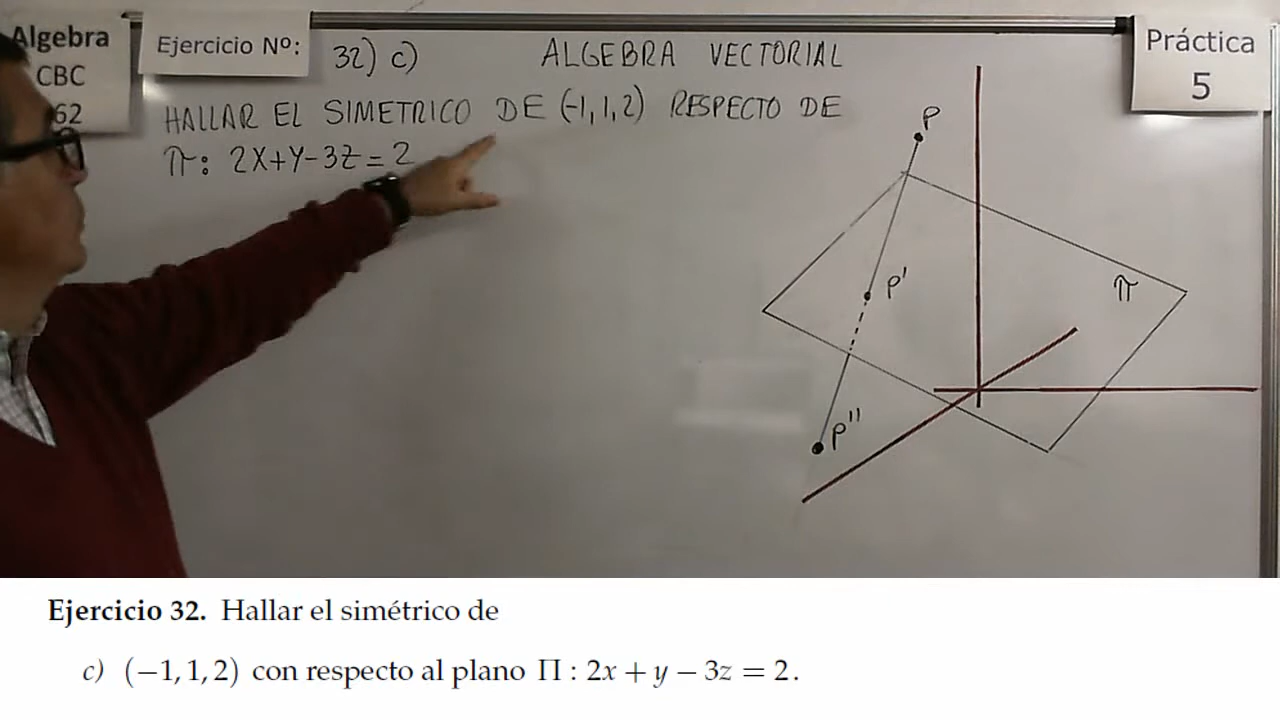 Algebra
CBC
62
Ejercicio Nº:
32) c)
ALGEBRA VECTORIAL
Práctica
5
HALLAR EL SIMETRICO DE (-1, 1, 2) RESPECTO DE
π: 2X+Y-3Z=2
P
P'
π
P''
Ejercicio 32. Hallar el simétrico de
c) (−1, 1, 2) con respecto al plano Π : 2x + y − 3z = 2.